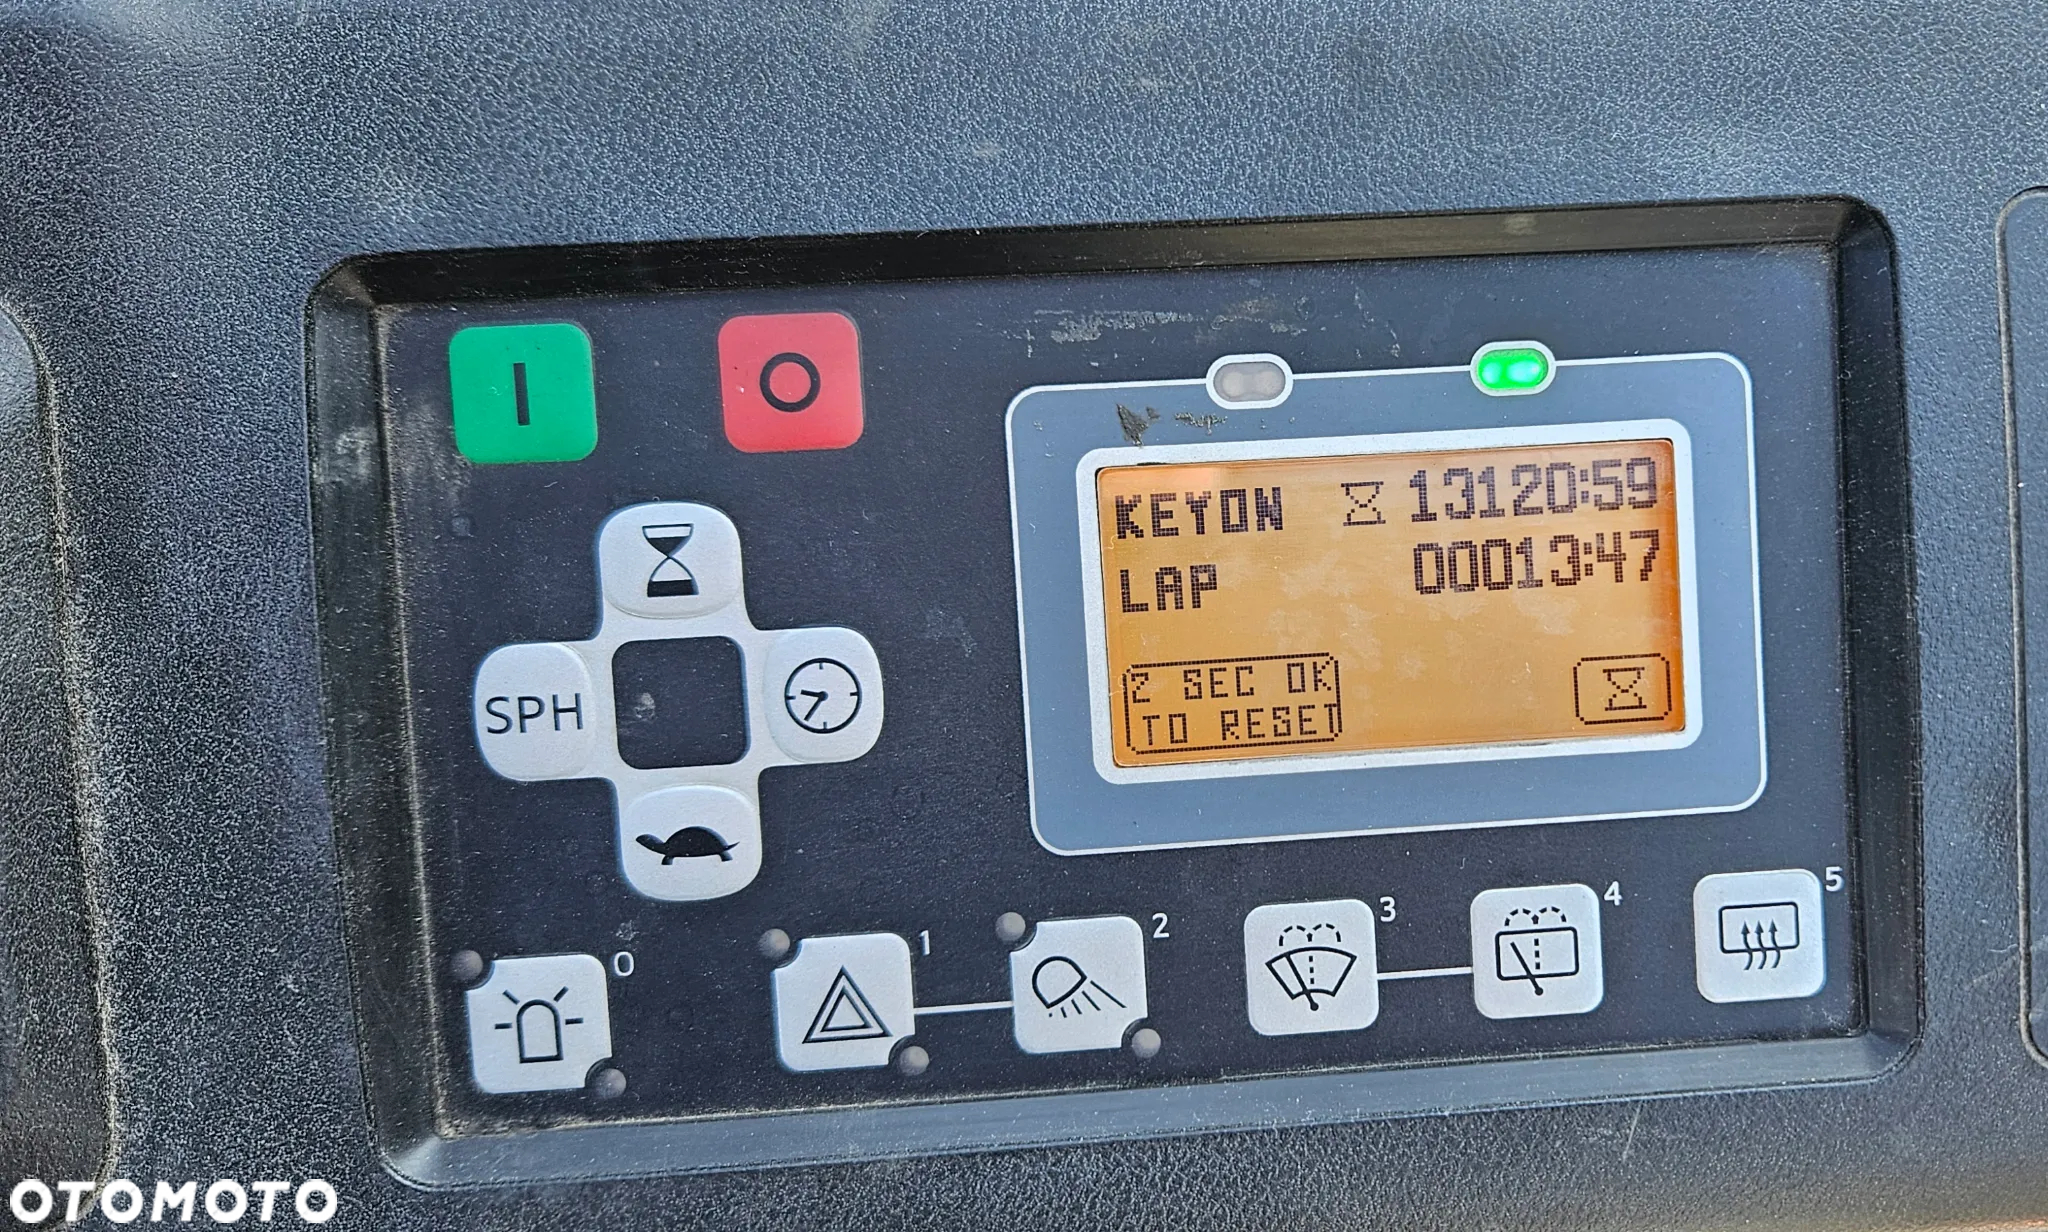 I
O
KEYON 13120:59
LAP 00013:47
2 SEC OK
TO RESET
SPH
0
1
2
3
4
5
OTOMOTO